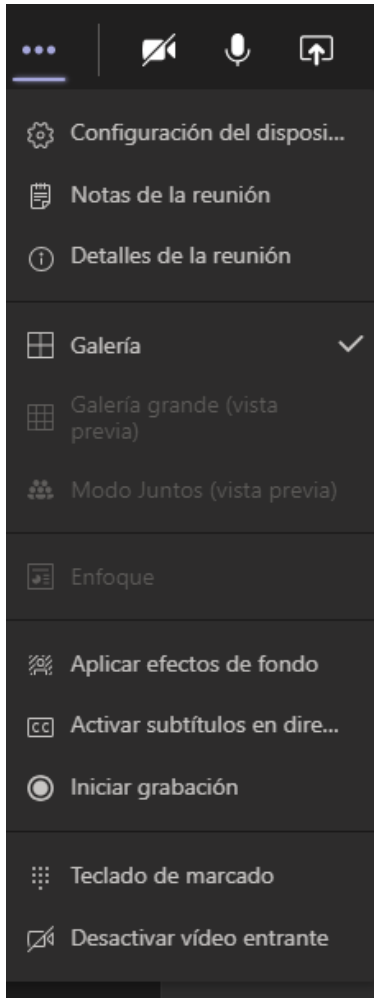 Configuración del disposi...
Notas de la reunión
Detalles de la reunión
Galería
Galería grande (vista
previa)
Modo Juntos (vista previa)
Enfoque
Aplicar efectos de fondo
CC Activar subtítulos en dire...
Iniciar grabación
Teclado de marcado
Desactivar vídeo entrante